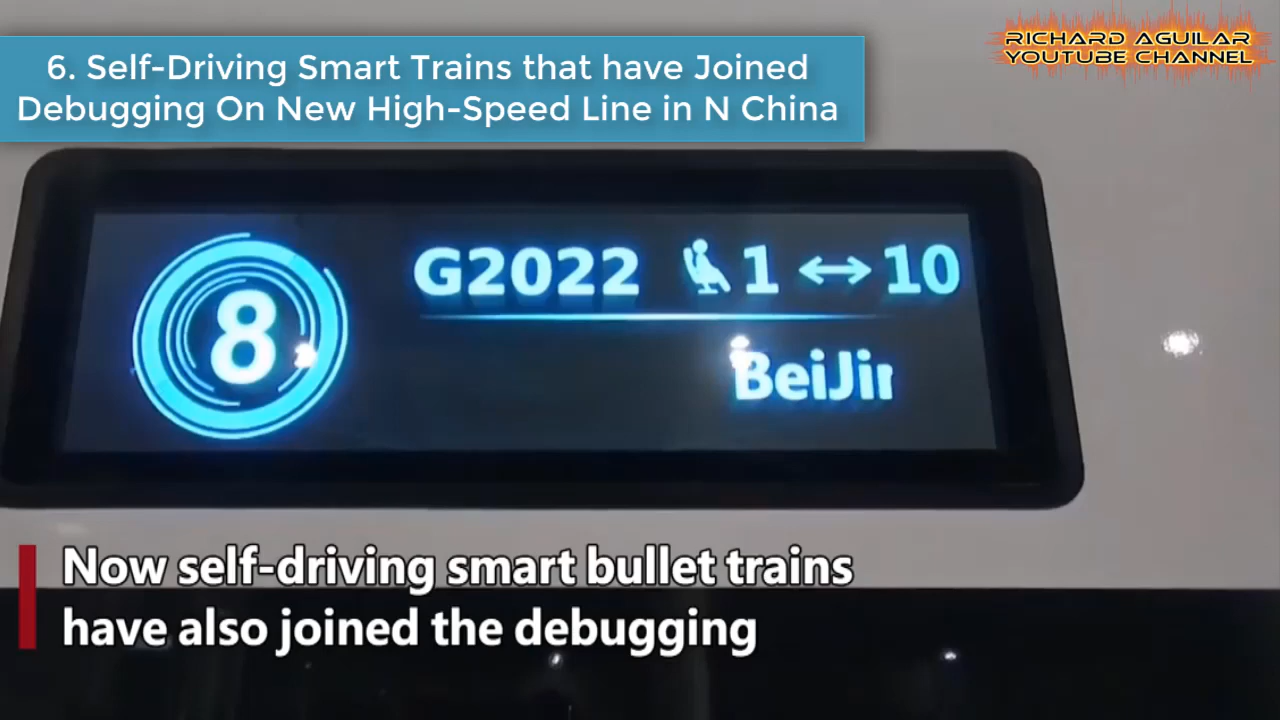 RICHARD AGUILAR
YOUTUBE CHANNEL
6. Self-Driving Smart Trains that have Joined
Debugging On New High-Speed Line in N China
8
G2022 1 ↔ 10
BeiJi
Now self-driving smart bullet trains
have also joined the debugging